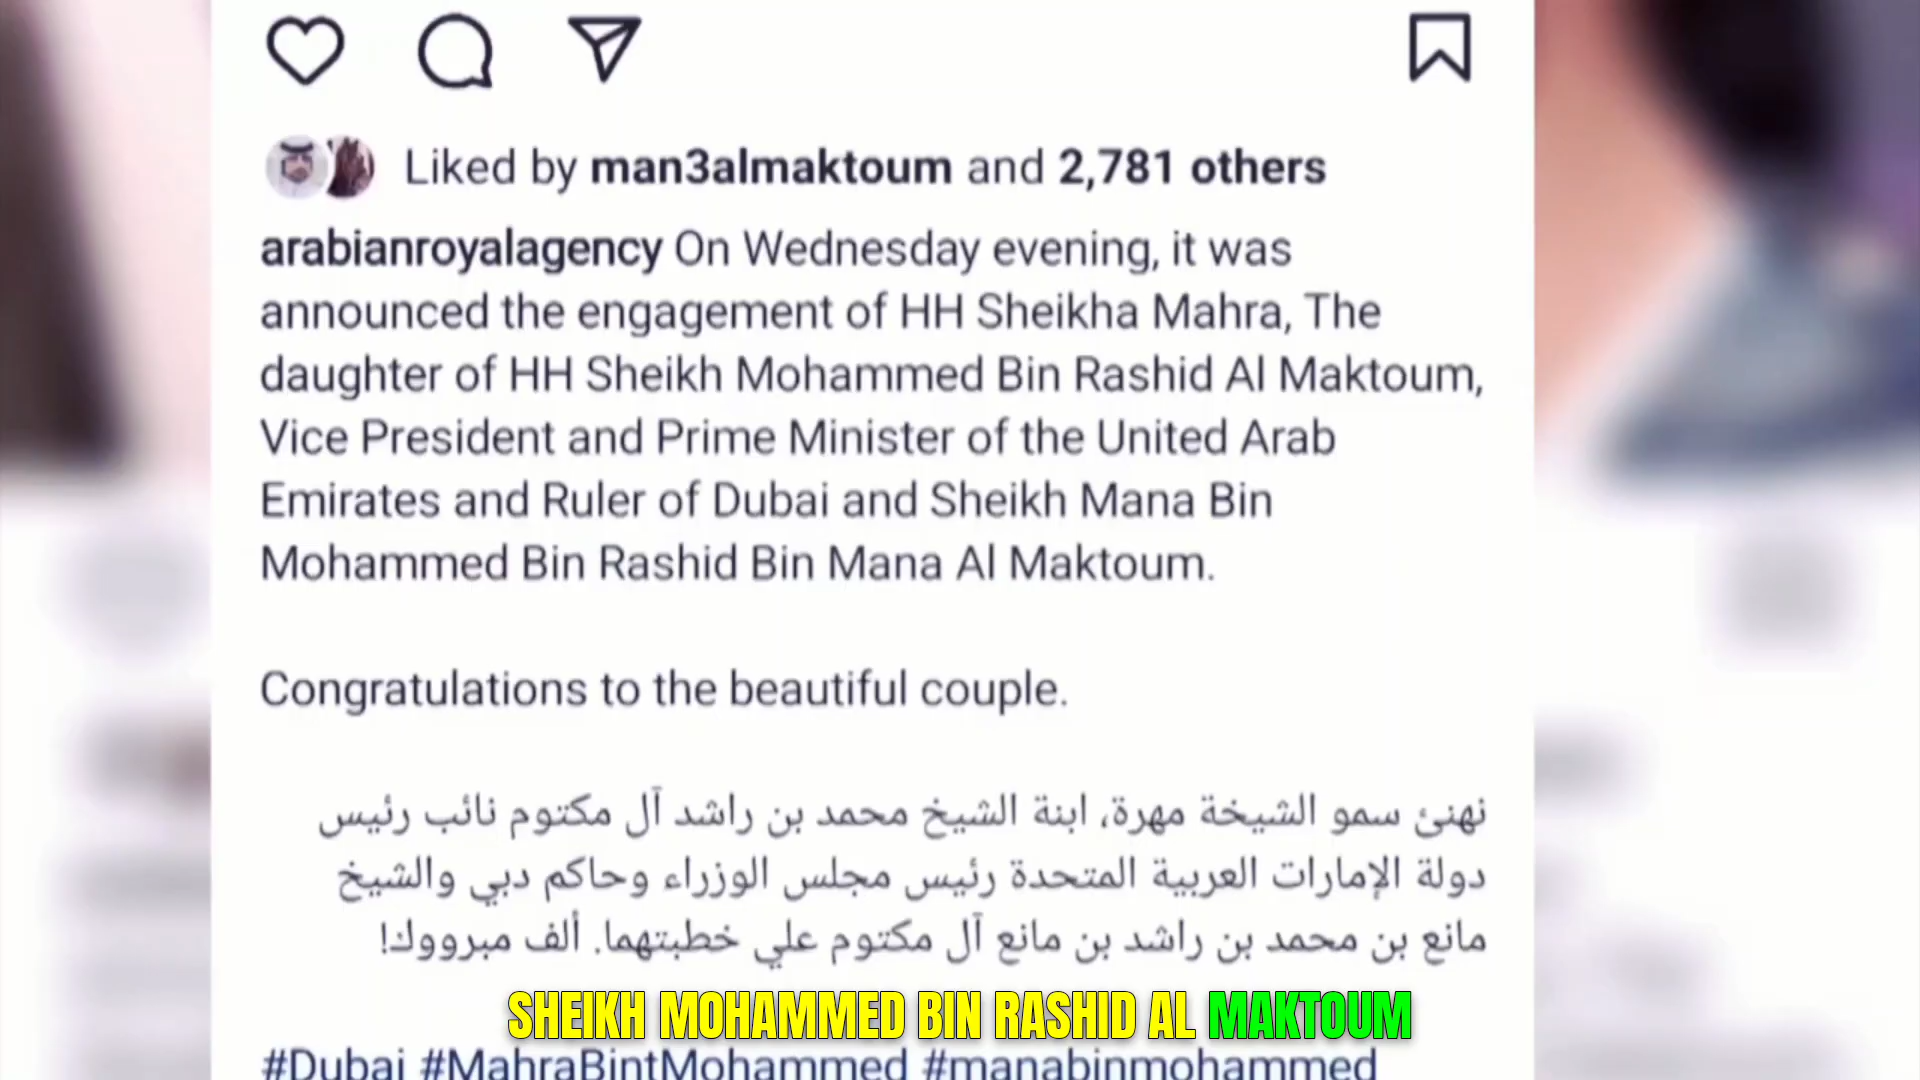 Liked by man3almaktoum and 2,781 others
arabianroyalagency On Wednesday evening, it was
announced the engagement of HH Sheikha Mahra, The
daughter of HH Sheikh Mohammed Bin Rashid Al Maktoum,
Vice President and Prime Minister of the United Arab
Emirates and Ruler of Dubai and Sheikh Mana Bin
Mohammed Bin Rashid Bin Mana Al Maktoum.
Congratulations to the beautiful couple.
نهنئ سمو الشيخة مهرة، ابنة الشيخ محمد بن راشد آل مكتوم نائب رئيس
دولة الإمارات العربية المتحدة رئيس مجلس الوزراء وحاكم دبي والشيخ
مانع بن محمد بن راشد بن مانع آل مكتوم علي خطبتهما. ألف مبرووك!
SHEIKH MOHAMMED BIN RASHID AL MAKTOUM
#Dubai #MahraBintMohammed #manabinmohammed